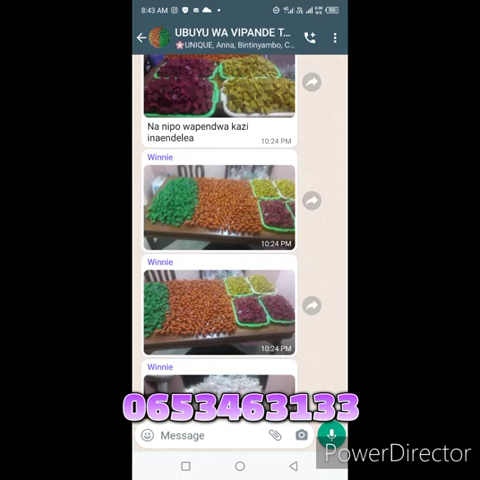 8:43 AM
UBUYU WA VIPANDE T...
🌸UNIQUE, Anna, Bintinyambo, C...
Na nipo wapendwa kazi
inaendelea
10:24 PM
Winnie
10:24 PM
Winnie
10:24 PM
Winnie
0653463133
Message
PowerDirector